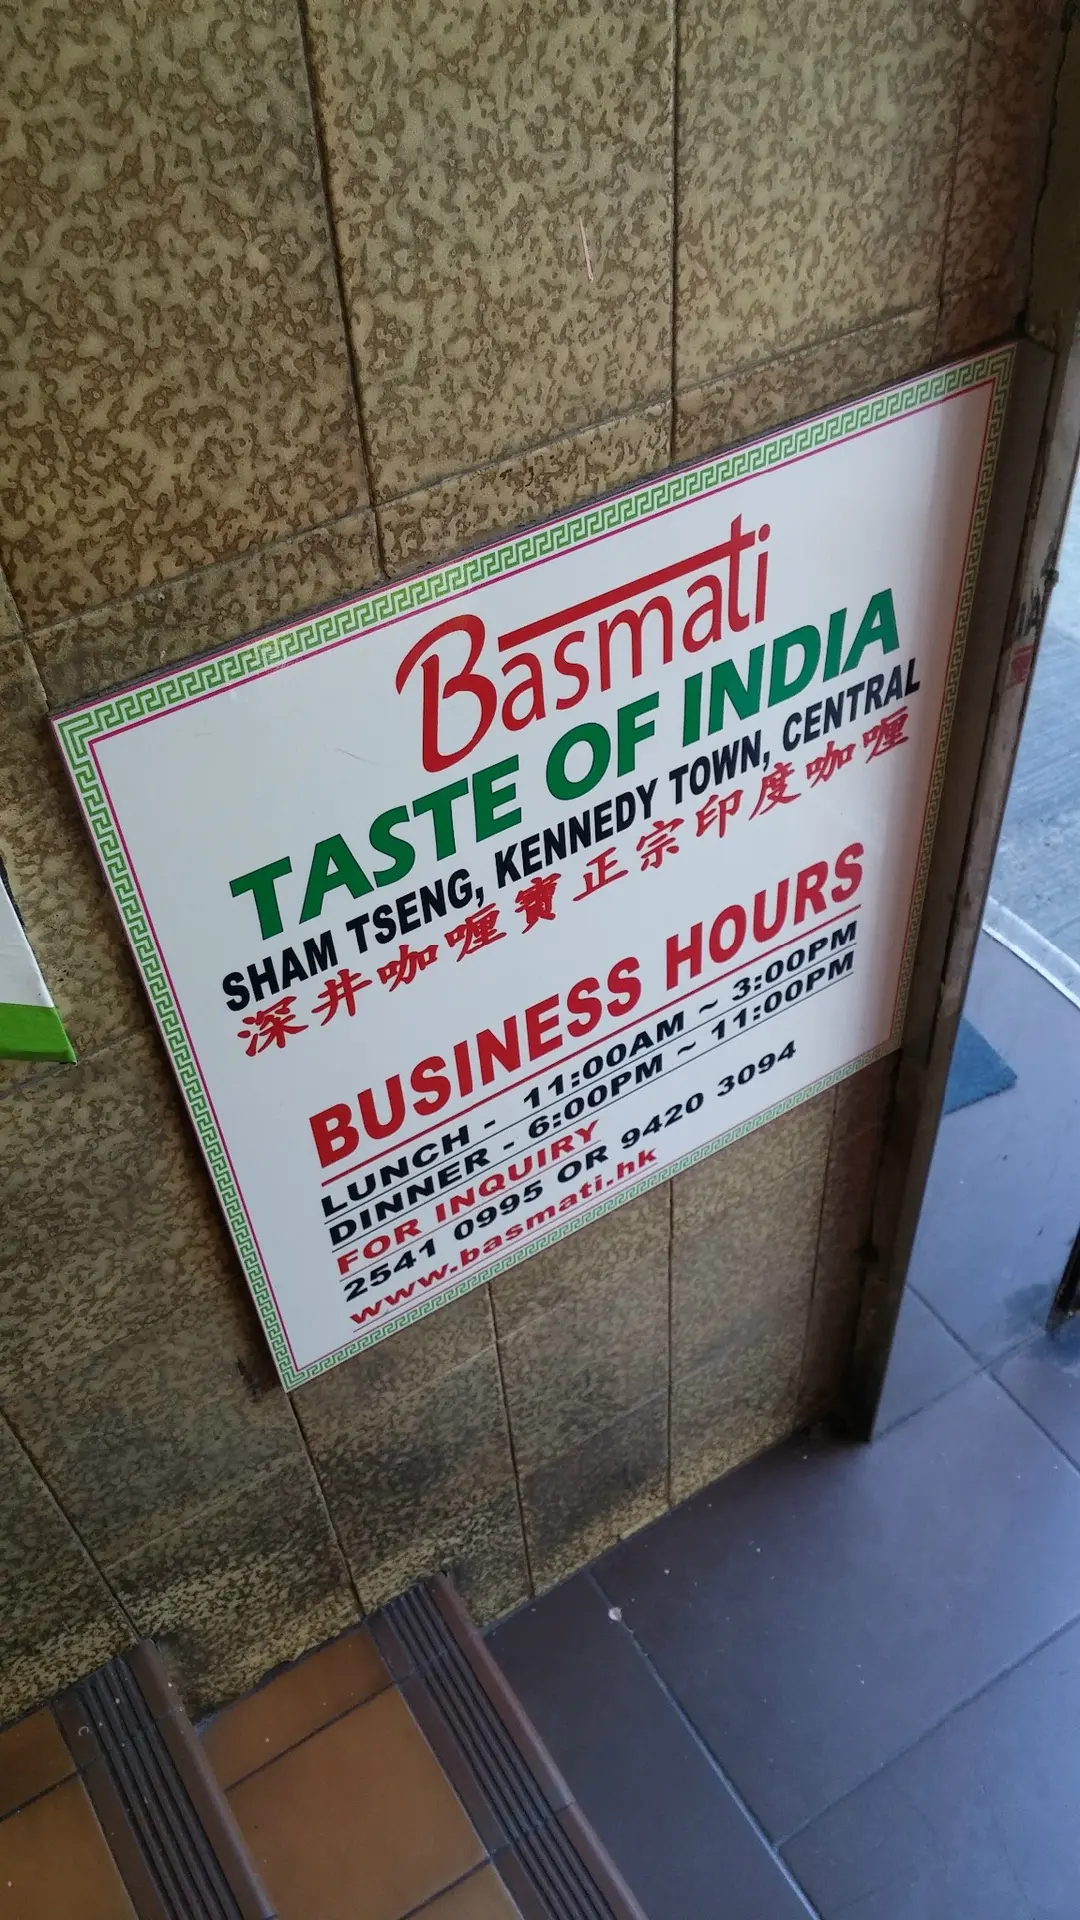 Basmati
TASTE OF INDIA
SHAM TSENG, KENNEDY TOWN, CENTRAL
深井咖喱寶正宗印度咖喱
BUSINESS HOURS
LUNCH - 11:00AM ~ 3:00PM
DINNER - 6:00PM ~ 11:00PM
FOR INQUIRY
2541 0995 OR 9420 3094
www.basmati.hk